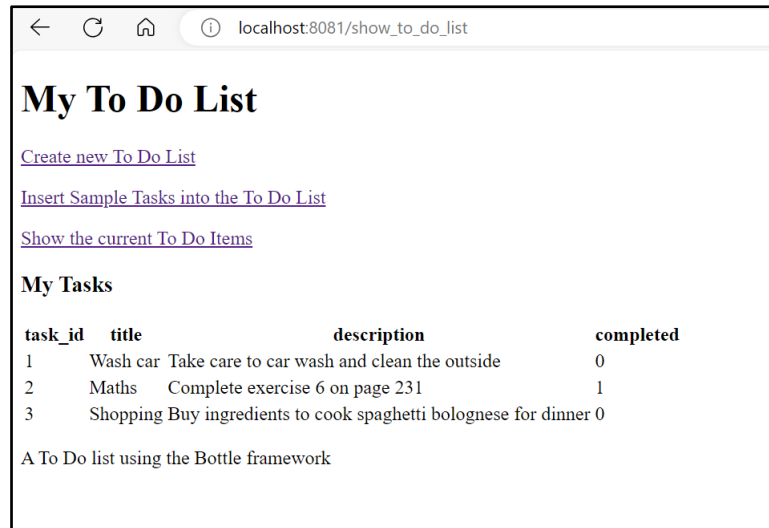 localhost:8081/show_to_do_list
My To Do List
Create new To Do List
Insert Sample Tasks into the To Do List
Show the current To Do Items
My Tasks
task_id title description completed
1 Wash car Take care to car wash and clean the outside 0
2 Maths Complete exercise 6 on page 231 1
3 Shopping Buy ingredients to cook spaghetti bolognese for dinner 0
A To Do list using the Bottle framework